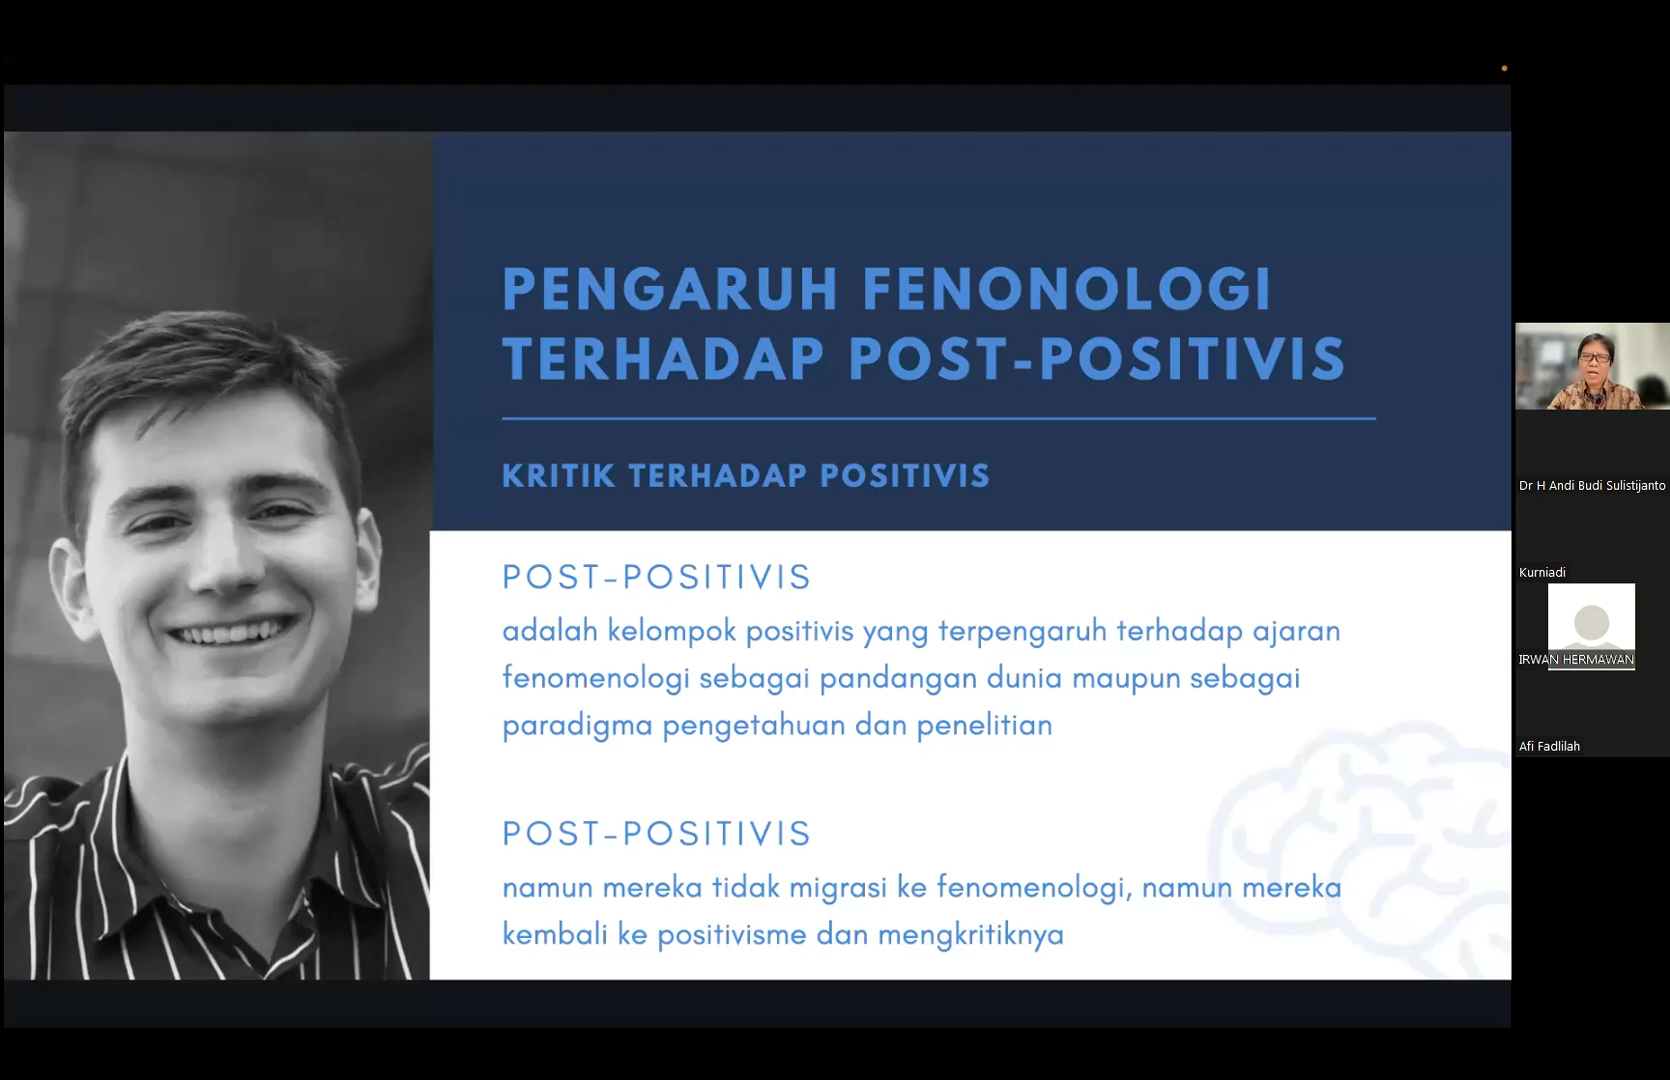 PENGARUH FENONOLOGI
TERHADAP POST-POSITIVIS
KRITIK TERHADAP POSITIVIS
POST-POSITIVIS
adalah kelompok positivis yang terpengaruh terhadap ajaran
fenomenologi sebagai pandangan dunia maupun sebagai
paradigma pengetahuan dan penelitian
POST-POSITIVIS
namun mereka tidak migrasi ke fenomenologi, namun mereka
kembali ke positivisme dan mengkritiknya
Dr H Andi Budi Sulistijanto
Kurniadi
IRWAN HERMAWAN
Afi Fadlilah